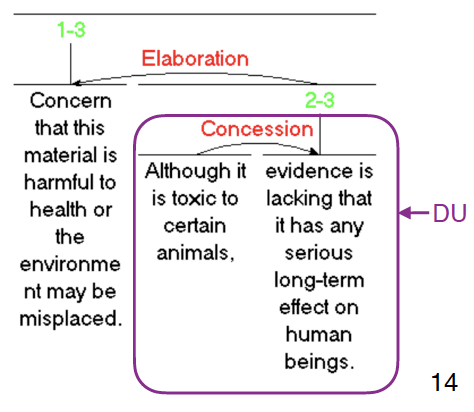 1-3
Elaboration
Concern
that this
material is
harmful to
health or
the
environme
nt may be
misplaced.
2-3
Concession
Although it
is toxic to
certain
animals,
evidence is
lacking that
it has any
serious
long-term
effect on
human
beings.
DU
14